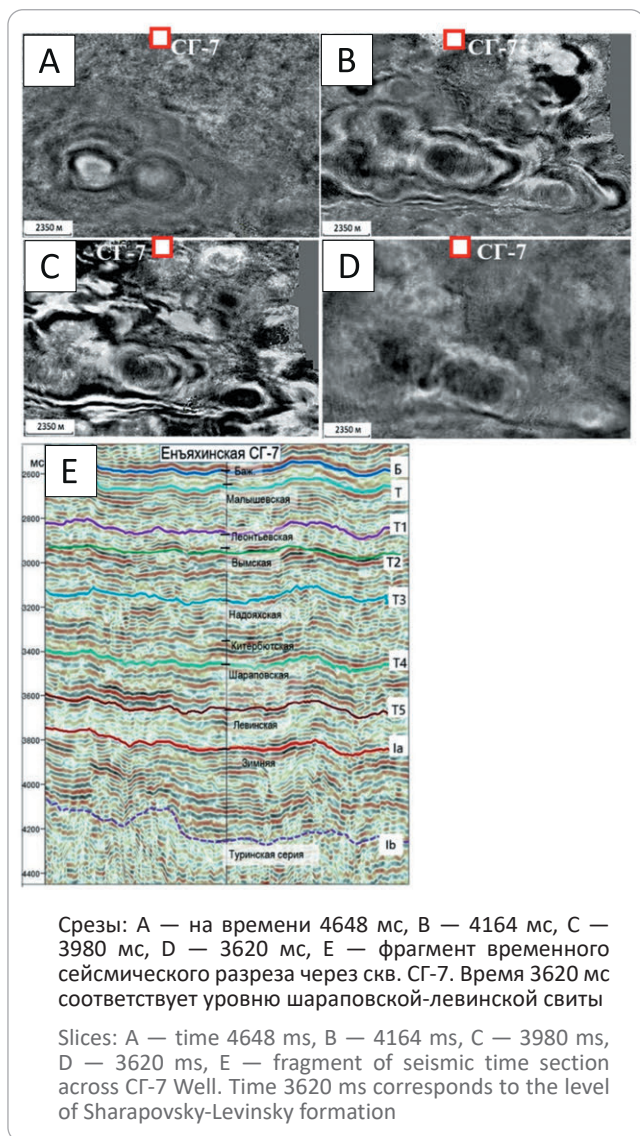 A
СГ-7
2350 м
B
СГ-7
2350 м
C
СГ-7
2350 м
D
СГ-7
2350 м
E
Енъяхинская СГ-7
мс
2600
2800
3000
3200
3400
3600
3800
4000
4200
4400
Баж.
Малышевская
Леонтьевская
Вымская
Надояхская
Китербютская
Шараповская
Левинская
Зимняя
Туринская серия
Б
Т
Т1
Т2
Т3
Т4
Т5
Ia
Ib
Срезы: A — на времени 4648 мс, B — 4164 мс, C —
3980 мс, D — 3620 мс, E — фрагмент временного
сейсмического разреза через скв. СГ-7. Время 3620 мс
соответствует уровню шараповской-левинской свиты
Slices: A — time 4648 ms, B — 4164 ms, C — 3980 ms,
D — 3620 ms, E — fragment of seismic time section
across СГ-7 Well. Time 3620 ms corresponds to the level
of Sharapovsky-Levinsky formation